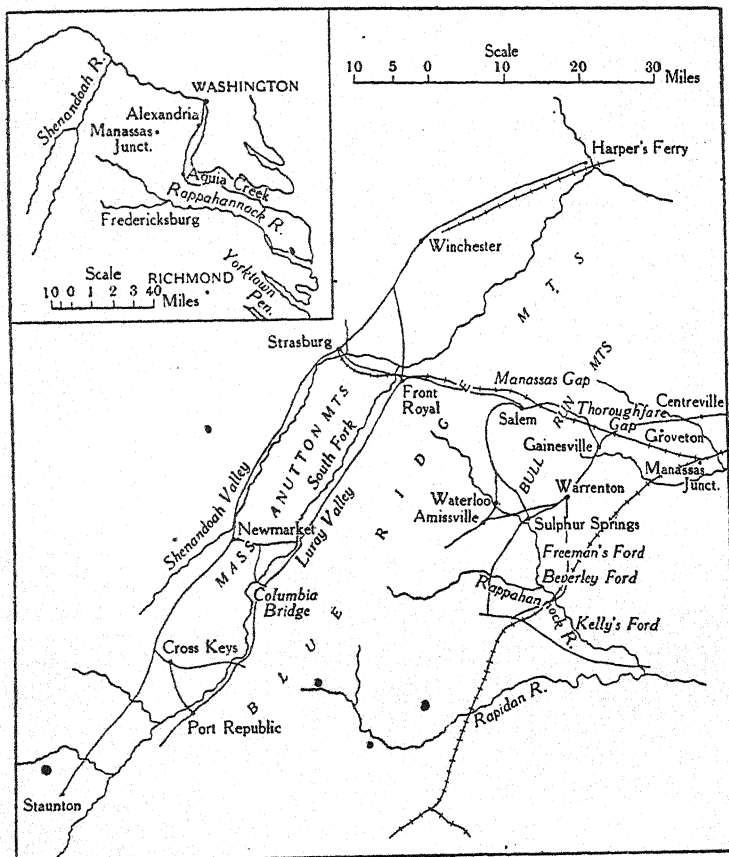 Shenandoah R.
WASHINGTON
Alexandria
Manassas
Junct.
Aquia Creek
Rappahannock R.
Fredericksburg
Scale
RICHMOND
10 0 1 2 3 40
Miles
Yorktown
Pen.
Scale
10 5 0 10 20 30
Miles
Harper's Ferry
Winchester
Strasburg
Front
Royal
Manassas Gap
BLUE RIDGE MTS
BULL RUN MTS
Salem
Thoroughfare
Gap
Centreville
Gainesville
Groveton
Manassas
Junct.
Warrenton
Waterloo
Amissville
Sulphur Springs
Freeman's Ford
Beverley Ford
Rappahannock R.
Kelly's Ford
Rapidan R.
MASSANUTTON MTS
South Fork
Shenandoah Valley
Luray Valley
Newmarket
Columbia
Bridge
Cross Keys
Port Republic
Staunton